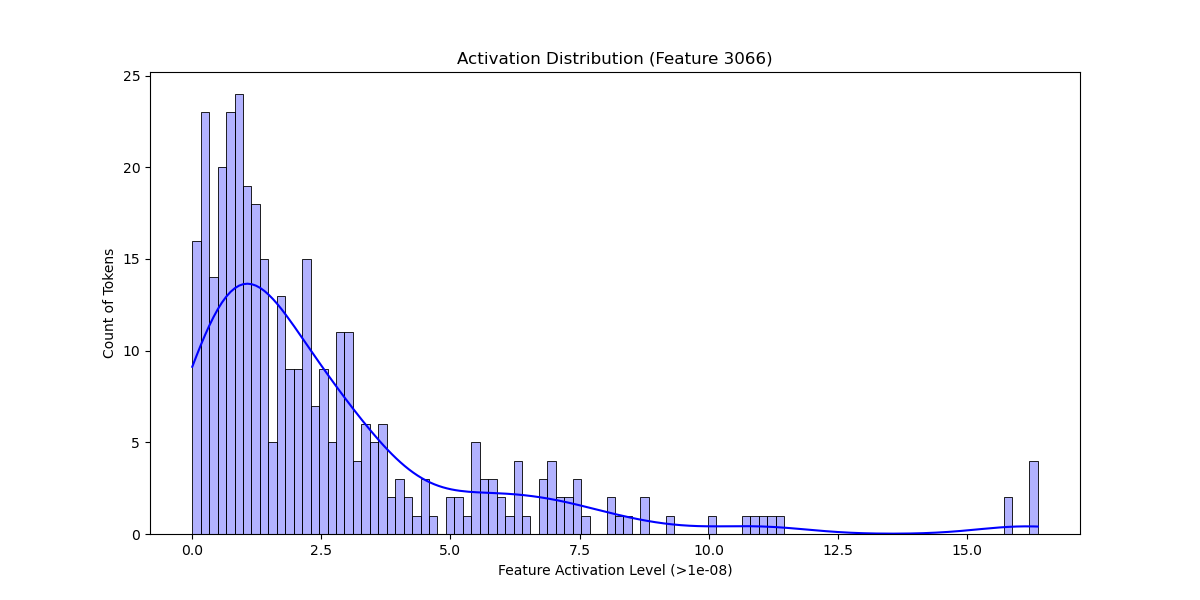 Activation Distribution (Feature 3066)
25
20
15
10
5
0
Count of Tokens
0.0 2.5 5.0 7.5 10.0 12.5 15.0
Feature Activation Level (>1e-08)